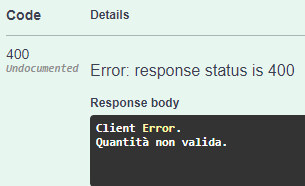 Code Details
400
Undocumented
Error: response status is 400
Response body
Client Error.
Quantità non valida.